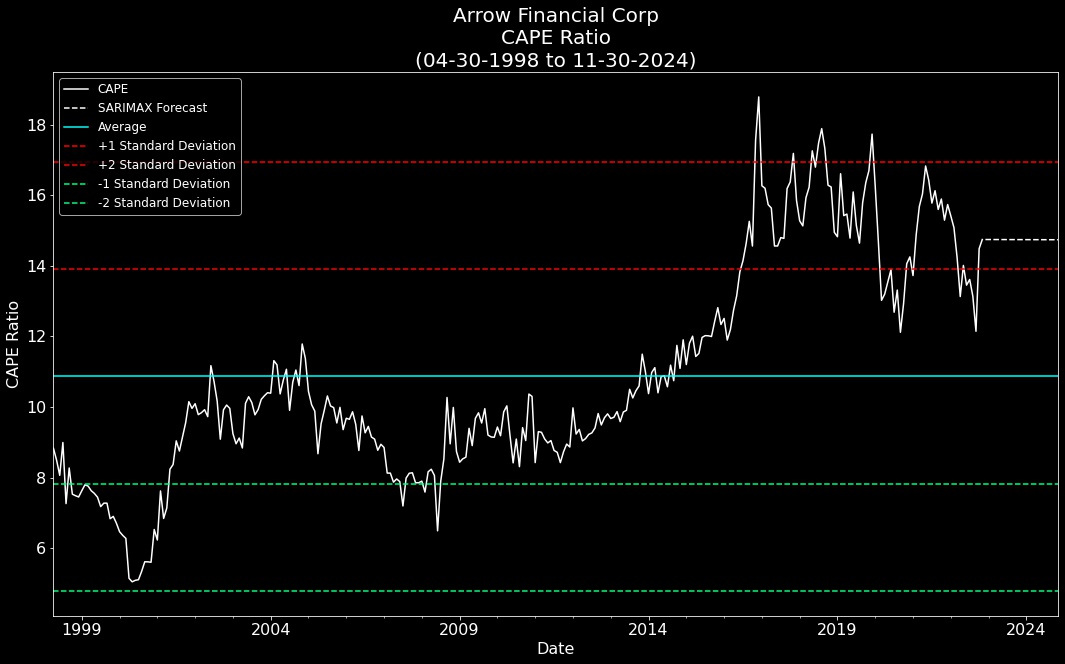 Arrow Financial Corp
CAPE Ratio
(04-30-1998 to 11-30-2024)
CAPE
SARIMAX Forecast
Average
+1 Standard Deviation
+2 Standard Deviation
-1 Standard Deviation
-2 Standard Deviation
CAPE Ratio
18
16
14
12
10
8
6
1999 2004 2009 2014 2019 2024
Date